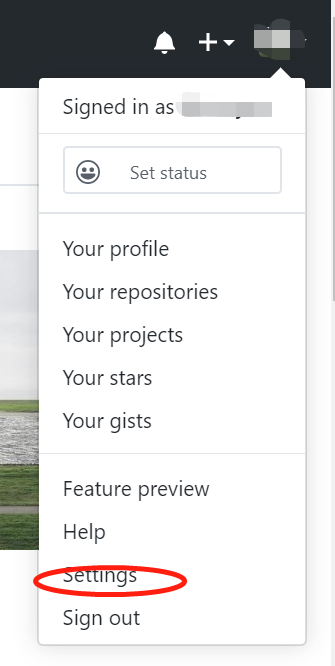 Signed in as
Set status
Your profile
Your repositories
Your projects
Your stars
Your gists
Feature preview
Help
Settings
Sign out